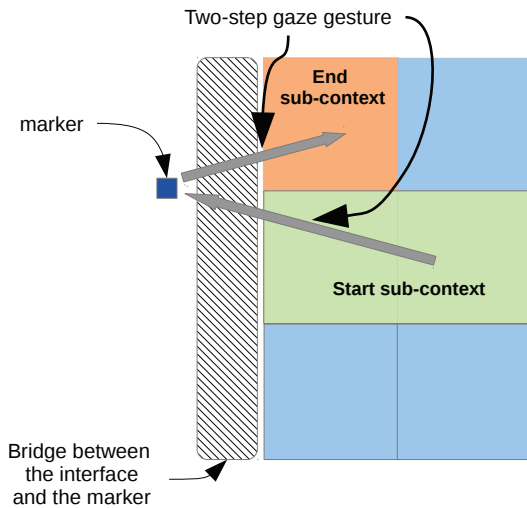 Two-step gaze gesture
End
sub-context
marker
Start sub-context
Bridge between
the interface
and the marker